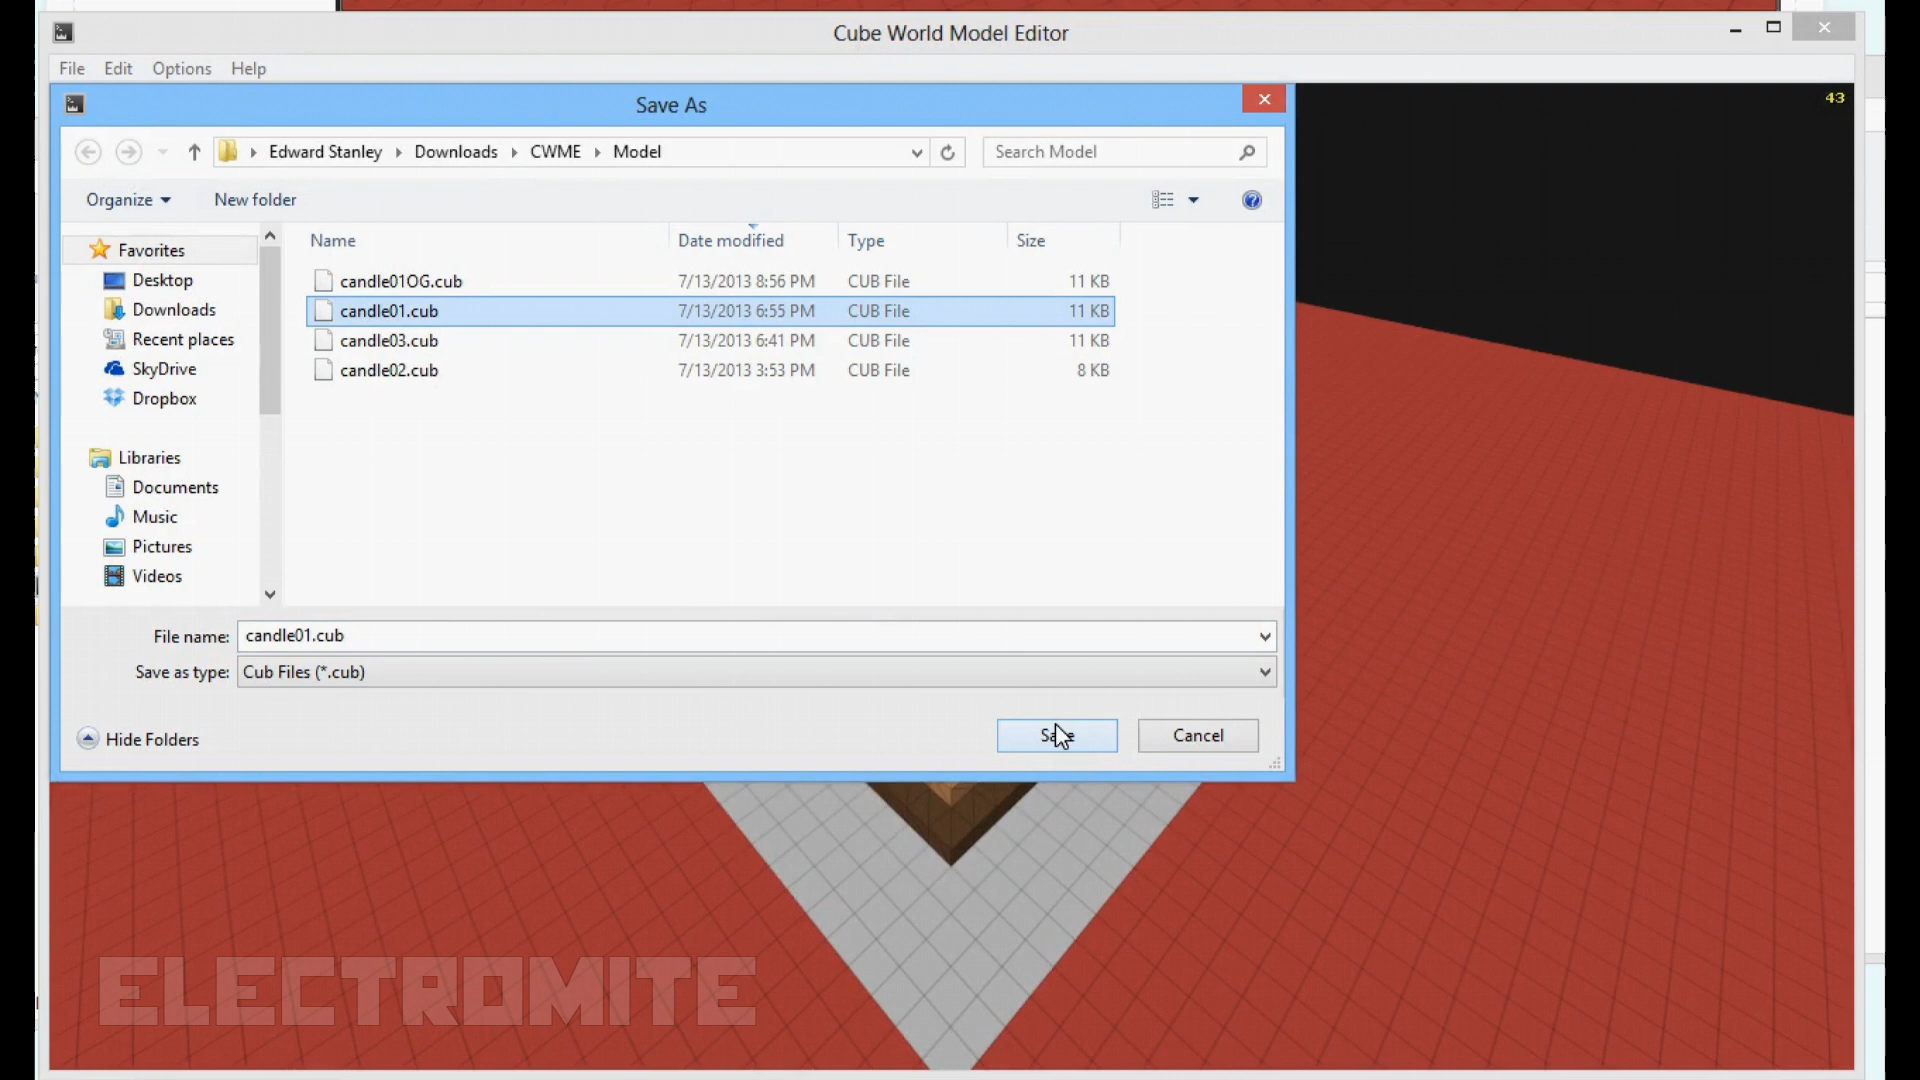 Cube World Model Editor
File Edit Options Help
Save As
43
Edward Stanley Downloads CWME Model
Search Model
Organize New folder
Name Date modified Type Size
Favorites
Desktop
Downloads
Recent places
SkyDrive
Dropbox
Libraries
Documents
Music
Pictures
Videos
candle01OG.cub 7/13/2013 8:56 PM CUB File 11 KB
candle01.cub 7/13/2013 6:55 PM CUB File 11 KB
candle03.cub 7/13/2013 6:41 PM CUB File 11 KB
candle02.cub 7/13/2013 3:53 PM CUB File 8 KB
File name: candle01.cub
Save as type: Cub Files (*.cub)
Hide Folders
Save Cancel
ELECTROMITE